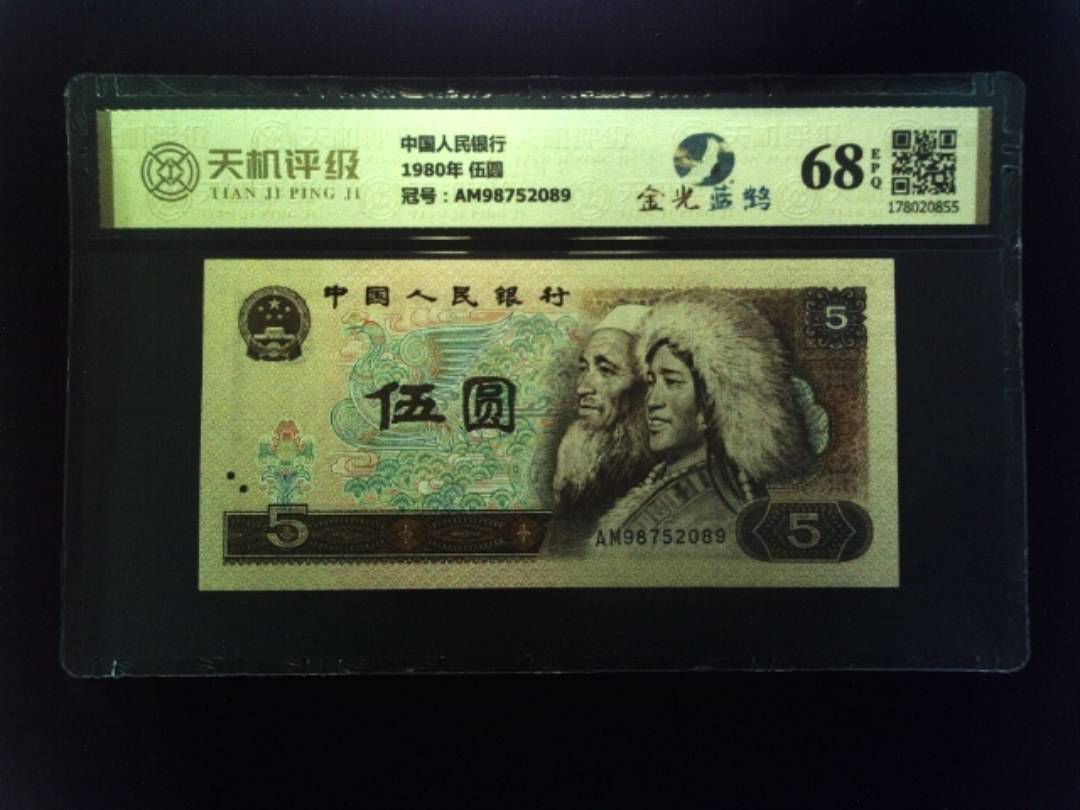 天机评级
TIAN JI PING JI
中国人民银行
1980年 伍圆
冠号：AM98752089
金光蓝鹤
68
EPQ
178020855
中国人民银行
5
伍圆
5
AM98752089
5